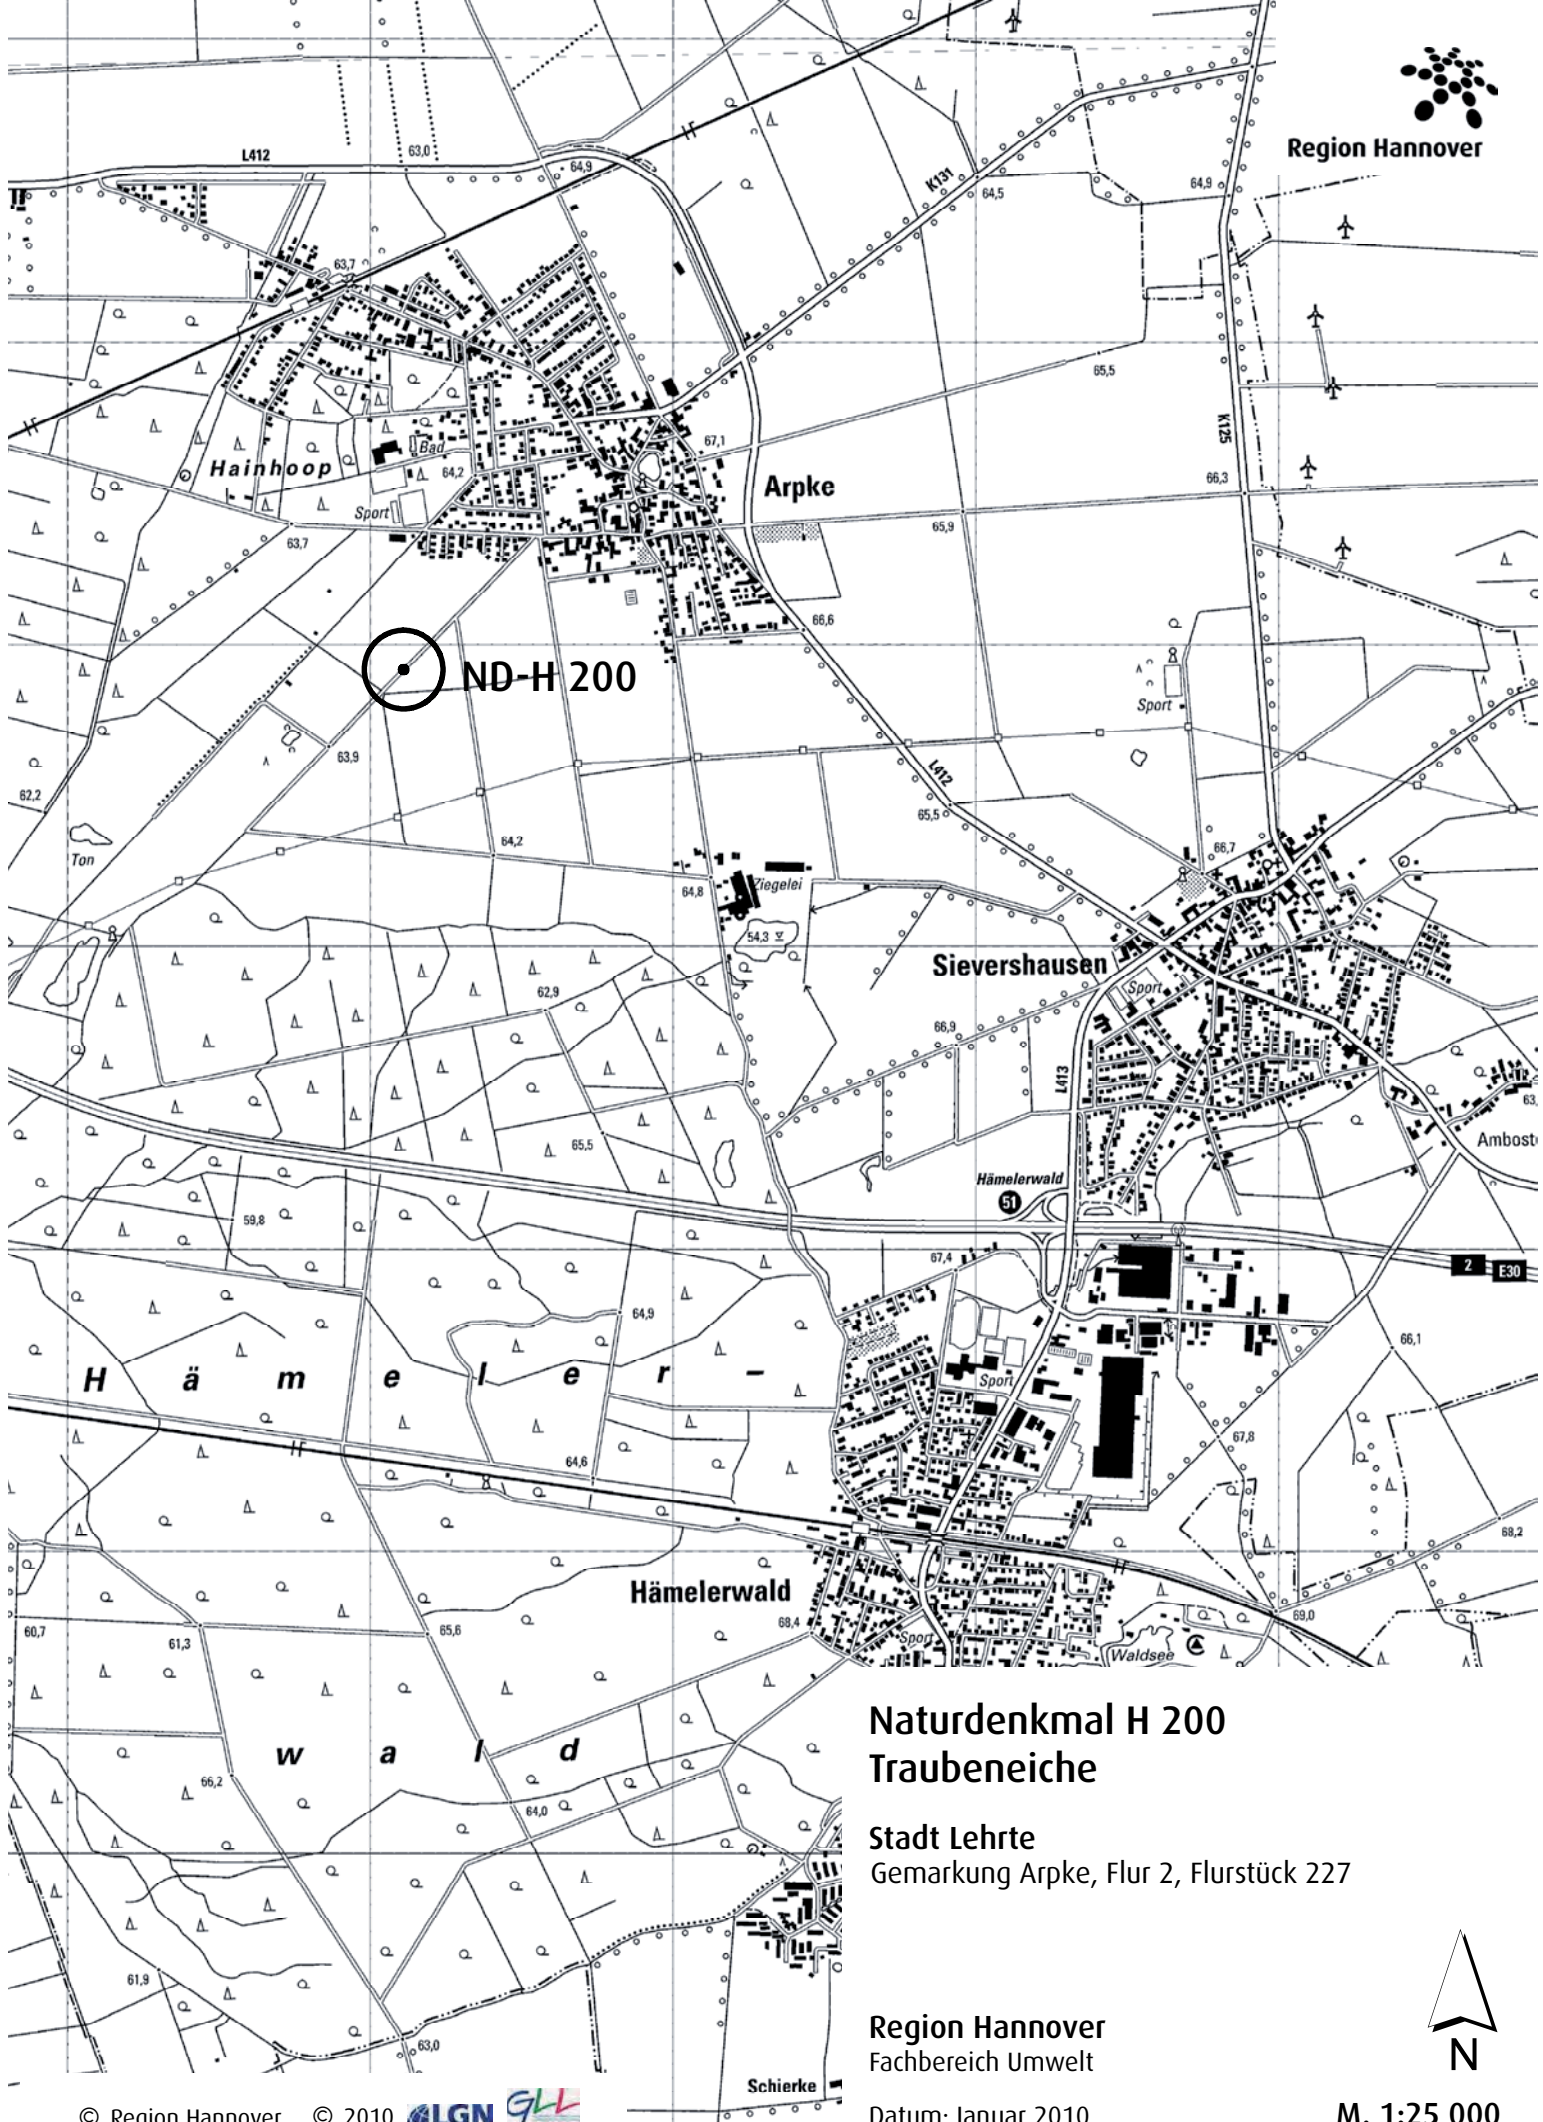 Region Hannover
L412
63,0
64,9
K131
64,5
64,9
63,7
65,5
K125
Bad
67,1
Hainhoop
64,2
Arpke
66,3
Sport
65,9
63,7
66,6
ND-H 200
Sport
63,9
L412
62,2
65,5
64,2
66,7
Ton
64,8
Ziegelei
54,3
Sievershausen
Sport
62,9
66,9
L413
63,
65,5
Ambost
Hämelerwald
51
59,8
67,4
2
E30
64,9
66,1
H ä m e l e r –
Sport
67,8
64,6
68,2
Hämelerwald
60,7
61,3
65,6
68,4
69,0
Sport
Waldsee
Naturdenkmal H 200
Traubeneiche
w a l d
66,2
64,0
Stadt Lehrte
Gemarkung Arpke, Flur 2, Flurstück 227
61,9
Region Hannover
63,0
Fachbereich Umwelt
N
Schierke
© Region Hannover
© 2010
LGN
GLL
Datum: Januar 2010
M. 1:25 000